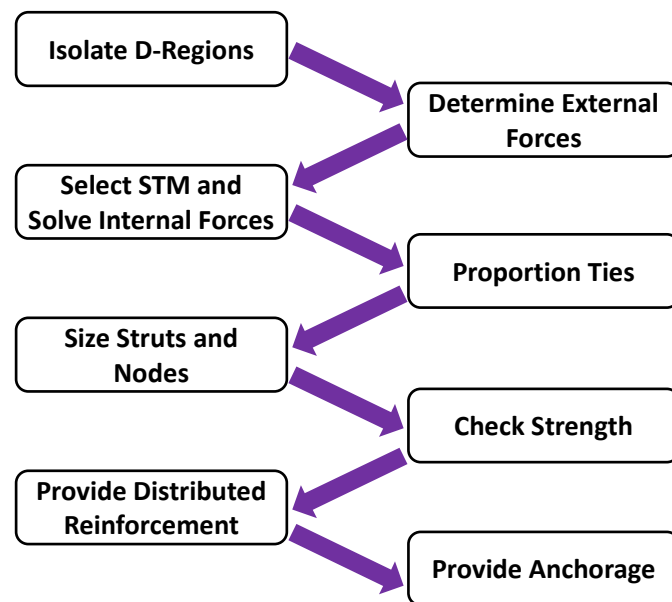 Isolate D-Regions
Determine External
Forces
Select STM and
Solve Internal Forces
Proportion Ties
Size Struts and
Nodes
Check Strength
Provide Distributed
Reinforcement
Provide Anchorage